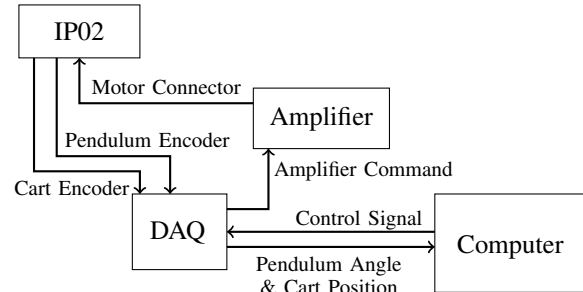 IP02
Motor Connector
Amplifier
Pendulum Encoder
Amplifier Command
Cart Encoder
DAQ
Control Signal
Computer
Pendulum Angle
& Cart Position